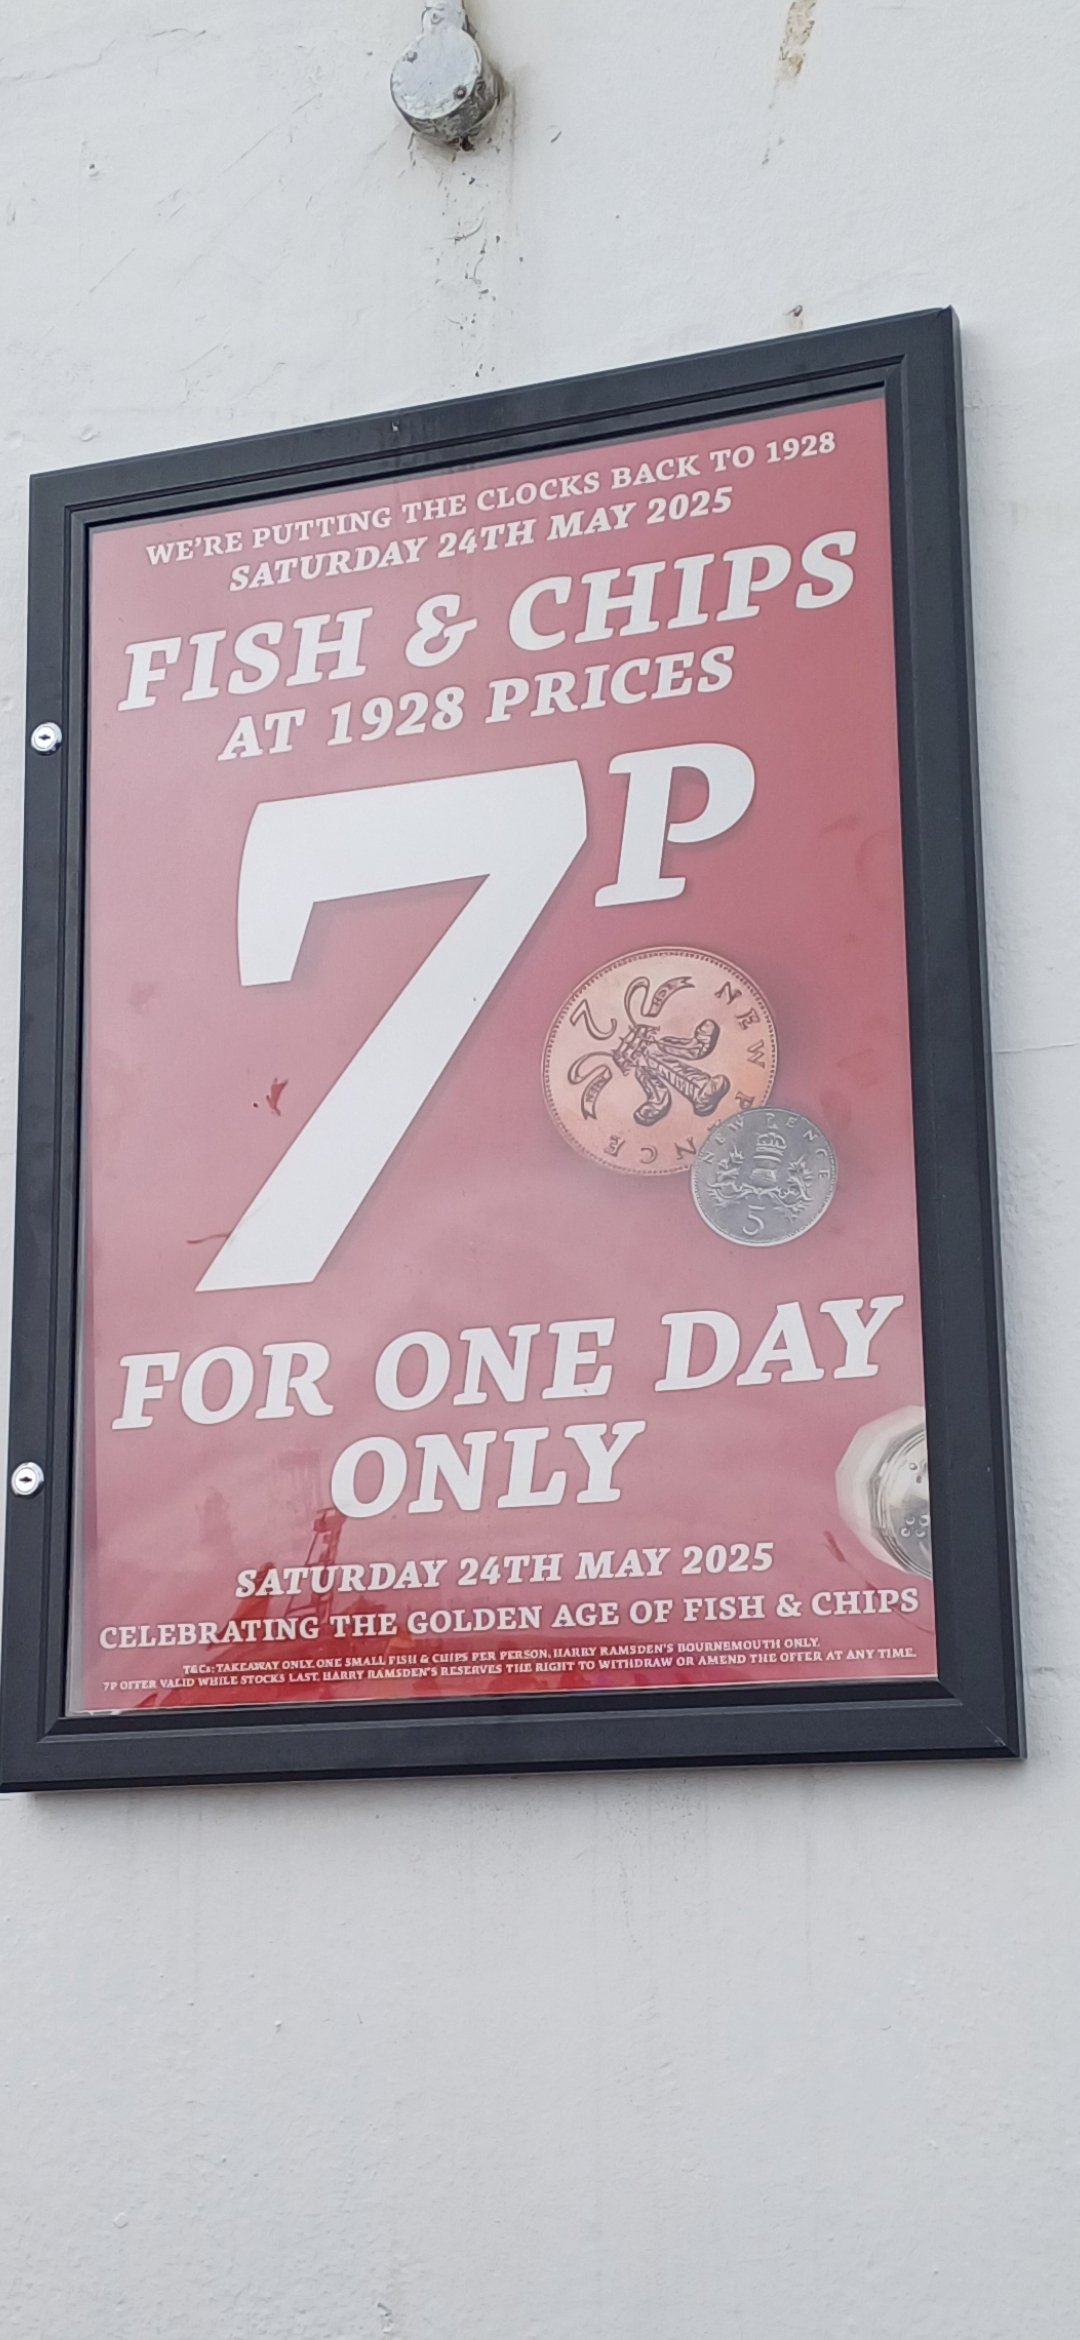 WE'RE PUTTING THE CLOCKS BACK TO 1928
SATURDAY 24TH MAY 2025
FISH & CHIPS
AT 1928 PRICES
7P
2
NEW PENCE
NEW PENCE
5
FOR ONE DAY
ONLY
SATURDAY 24TH MAY 2025
CELEBRATING THE GOLDEN AGE OF FISH & CHIPS
T&CS: TAKEAWAY ONLY. ONE SMALL FISH & CHIPS PER PERSON. HARRY RAMSDEN'S BOURNEMOUTH ONLY.
7P OFFER VALID WHILE STOCKS LAST. HARRY RAMSDEN'S RESERVES THE RIGHT TO WITHDRAW OR AMEND THE OFFER AT ANY TIME.